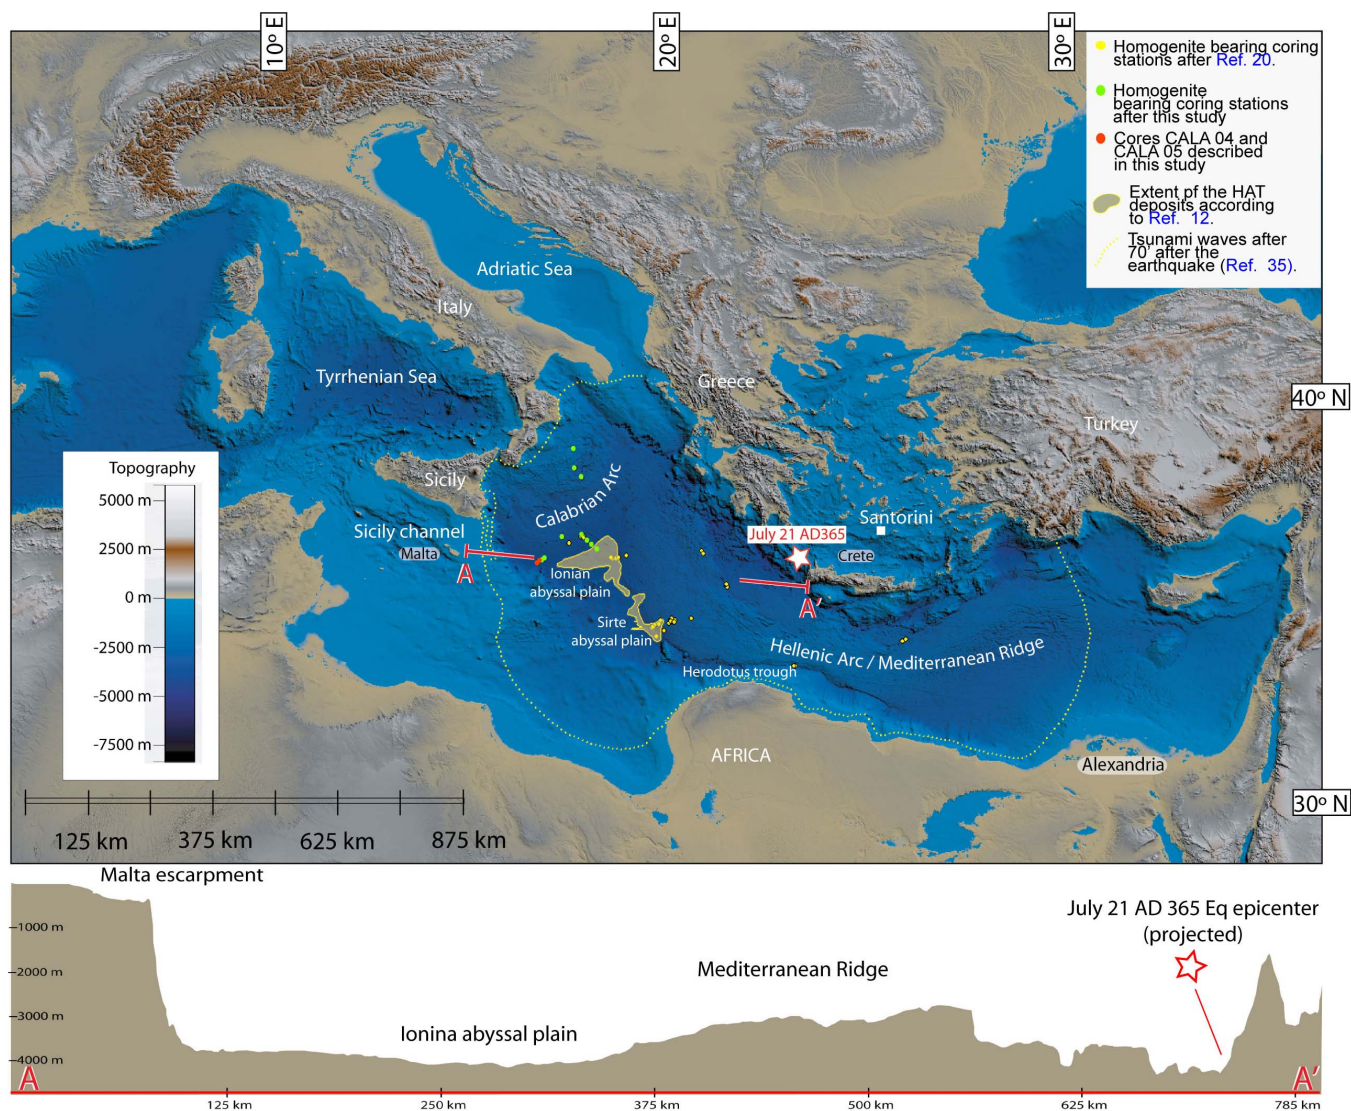 10º E
20º E
30º E
Homogenite bearing coring
stations after Ref. 20.
Homogenite
bearing coring stations
after this study
Cores CALA 04 and
CALA 05 described
in this study
Extent pf the HAT
deposits according
to Ref. 12.
Tsunami waves after
70' after the
earthquake (Ref. 35).
Adriatic Sea
Italy
Tyrrhenian Sea
Greece
40º N
Turkey
Topography
5000 m
2500 m
0 m
-2500 m
-5000 m
-7500 m
Sicily
Calabrian Arc
Sicily channel
Malta
A
Santorini
July 21 AD365
Crete
A'
Ionian
abyssal plain
Sirte
abyssal plain
Hellenic Arc / Mediterranean Ridge
Herodotus trough
AFRICA
Alexandria
30º N
125 km
375 km
625 km
875 km
Malta escarpment
July 21 AD 365 Eq epicenter
(projected)
-1000 m
-2000 m
-3000 m
-4000 m
Mediterranean Ridge
Ionina abyssal plain
A
A'
125 km
250 km
375 km
500 km
625 km
785 km